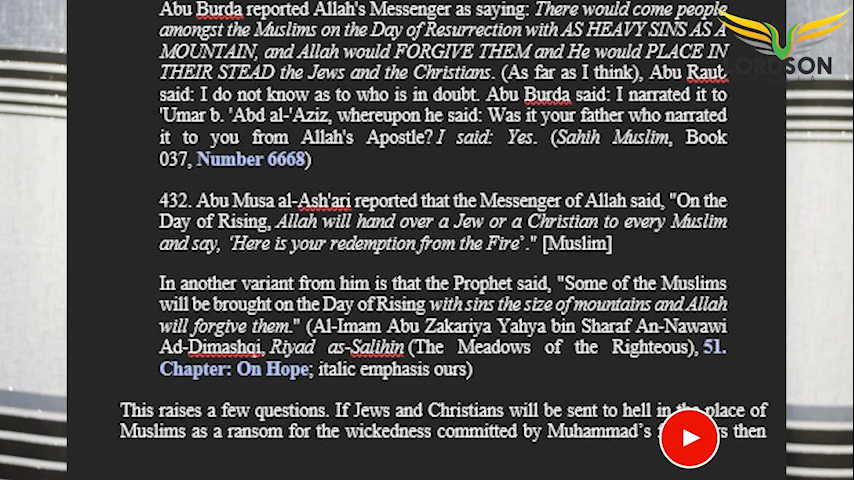 Abu Burda reported Allah's Messenger as saying: There would come people
amongst the Muslims on the Day of Resurrection with AS HEAVY SINS AS A
MOUNTAIN, and Allah would FORGIVE THEM and He would PLACE IN
THEIR STEAD the Jews and the Christians. (As far as I think), Abu Rauh
said: I do not know as to who is in doubt. Abu Burda said: I narrated it to
'Umar b. 'Abd al-'Aziz, whereupon he said: Was it your father who narrated
it to you from Allah's Apostle? I said: Yes. (Sahih Muslim, Book
037, Number 6668)
432. Abu Musa al-Ash'ari reported that the Messenger of Allah said, "On the
Day of Rising, Allah will hand over a Jew or a Christian to every Muslim
and say, 'Here is your redemption from the Fire'." [Muslim]
In another variant from him is that the Prophet said, "Some of the Muslims
will be brought on the Day of Rising with sins the size of mountains and Allah
will forgive them." (Al-Imam Abu Zakariya Yahya bin Sharaf An-Nawawi
Ad-Dimashqi, Riyad as-Salihin (The Meadows of the Righteous), 51.
Chapter: On Hope; italic emphasis ours)
This raises a few questions. If Jews and Christians will be sent to hell in the place of
Muslims as a ransom for the wickedness committed by Muhammad's then